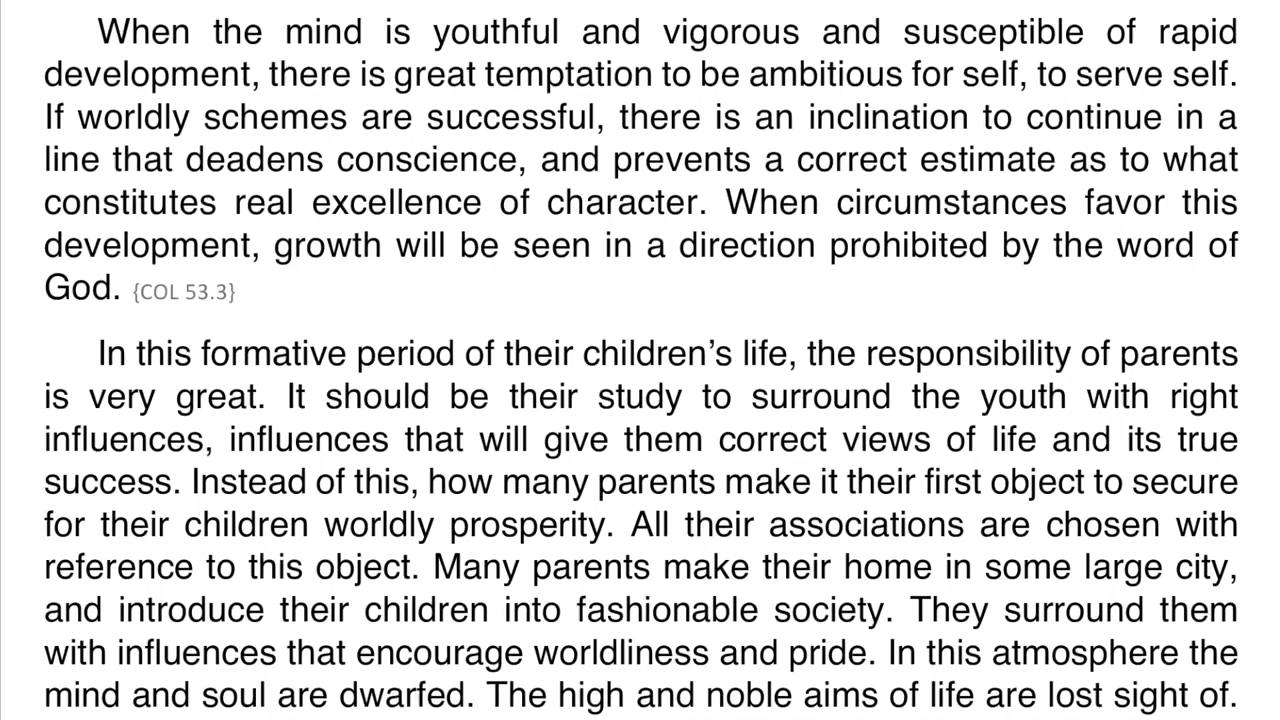 When the mind is youthful and vigorous and susceptible of rapid
development, there is great temptation to be ambitious for self, to serve self.
If worldly schemes are successful, there is an inclination to continue in a
line that deadens conscience, and prevents a correct estimate as to what
constitutes real excellence of character. When circumstances favor this
development, growth will be seen in a direction prohibited by the word of
God. {COL 53.3}
In this formative period of their children’s life, the responsibility of parents
is very great. It should be their study to surround the youth with right
influences, influences that will give them correct views of life and its true
success. Instead of this, how many parents make it their first object to secure
for their children worldly prosperity. All their associations are chosen with
reference to this object. Many parents make their home in some large city,
and introduce their children into fashionable society. They surround them
with influences that encourage worldliness and pride. In this atmosphere the
mind and soul are dwarfed. The high and noble aims of life are lost sight of.